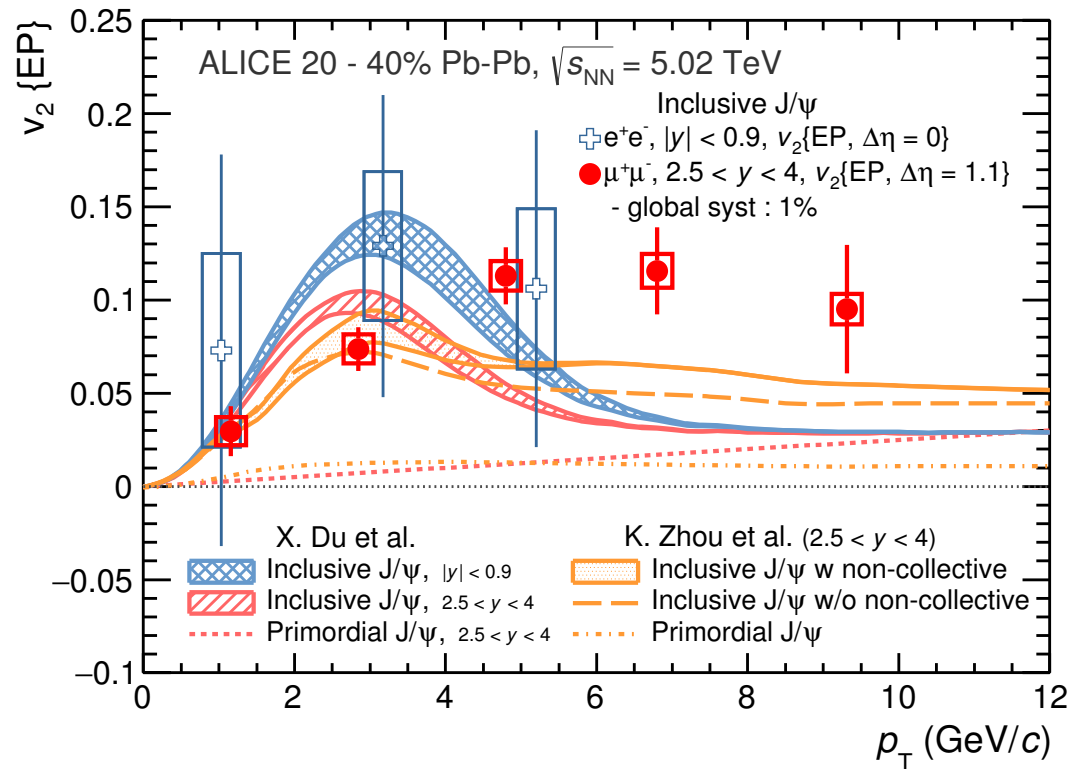 ALICE 20 - 40% Pb-Pb, √sNN = 5.02 TeV
Inclusive J/ψ
e+e-, |y| < 0.9, v2{EP, Δη = 0}
μ+μ-, 2.5 < y < 4, v2{EP, Δη = 1.1}
- global syst : 1%
v2 {EP}
0.25
0.2
0.15
0.1
0.05
0
−0.05
−0.1
X. Du et al.
Inclusive J/ψ, |y| < 0.9
Inclusive J/ψ, 2.5 < y < 4
Primordial J/ψ, 2.5 < y < 4
K. Zhou et al. (2.5 < y < 4)
Inclusive J/ψ w non-collective
Inclusive J/ψ w/o non-collective
Primordial J/ψ
0 2 4 6 8 10 12
pT (GeV/c)